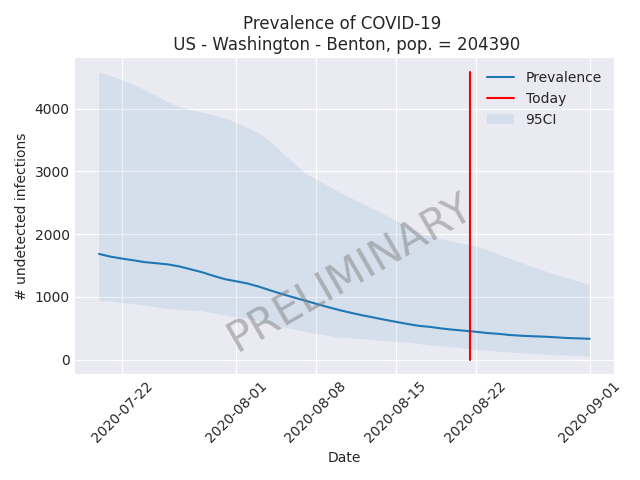 Prevalence of COVID-19
US - Washington - Benton, pop. = 204390
Prevalence
Today
95CI
4000
3000
2000
1000
0
# undetected infections
PRELIMINARY
2020-07-22
2020-08-01
2020-08-08
2020-08-15
2020-08-22
2020-09-01
Date